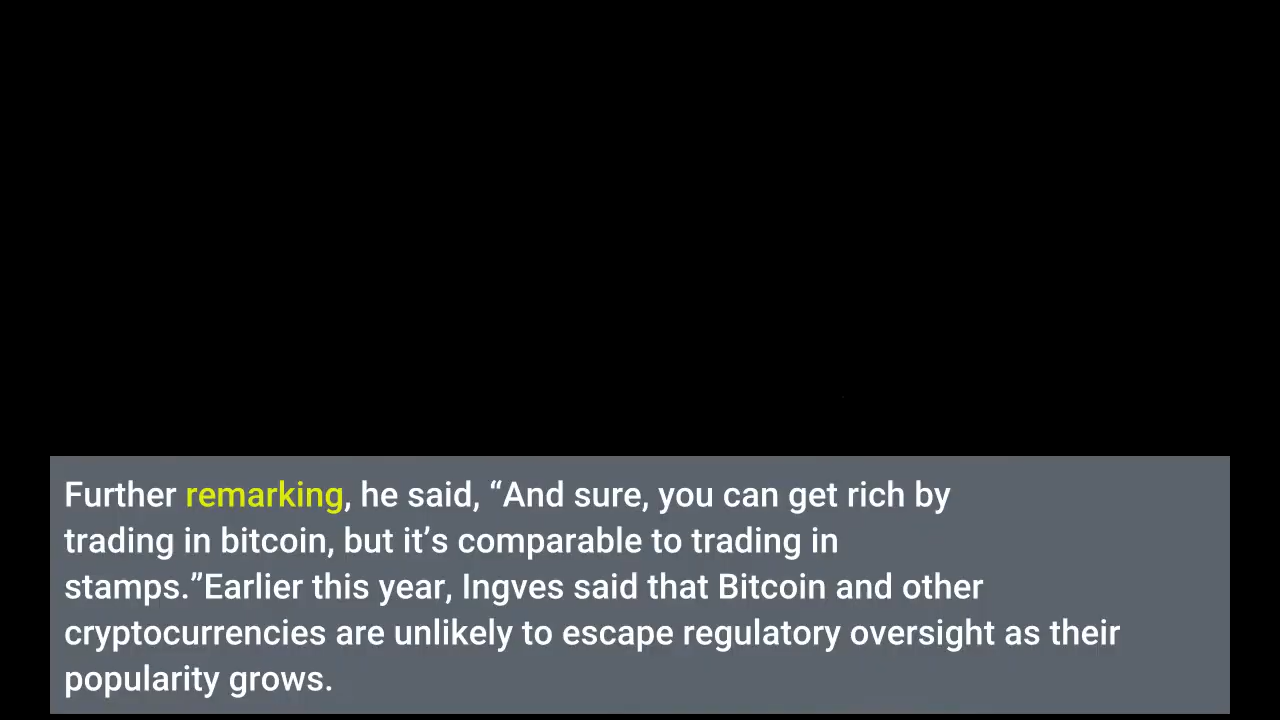 Further remarking, he said, “And sure, you can get rich by
trading in bitcoin, but it’s comparable to trading in
stamps.”Earlier this year, Ingves said that Bitcoin and other
cryptocurrencies are unlikely to escape regulatory oversight as their
popularity grows.